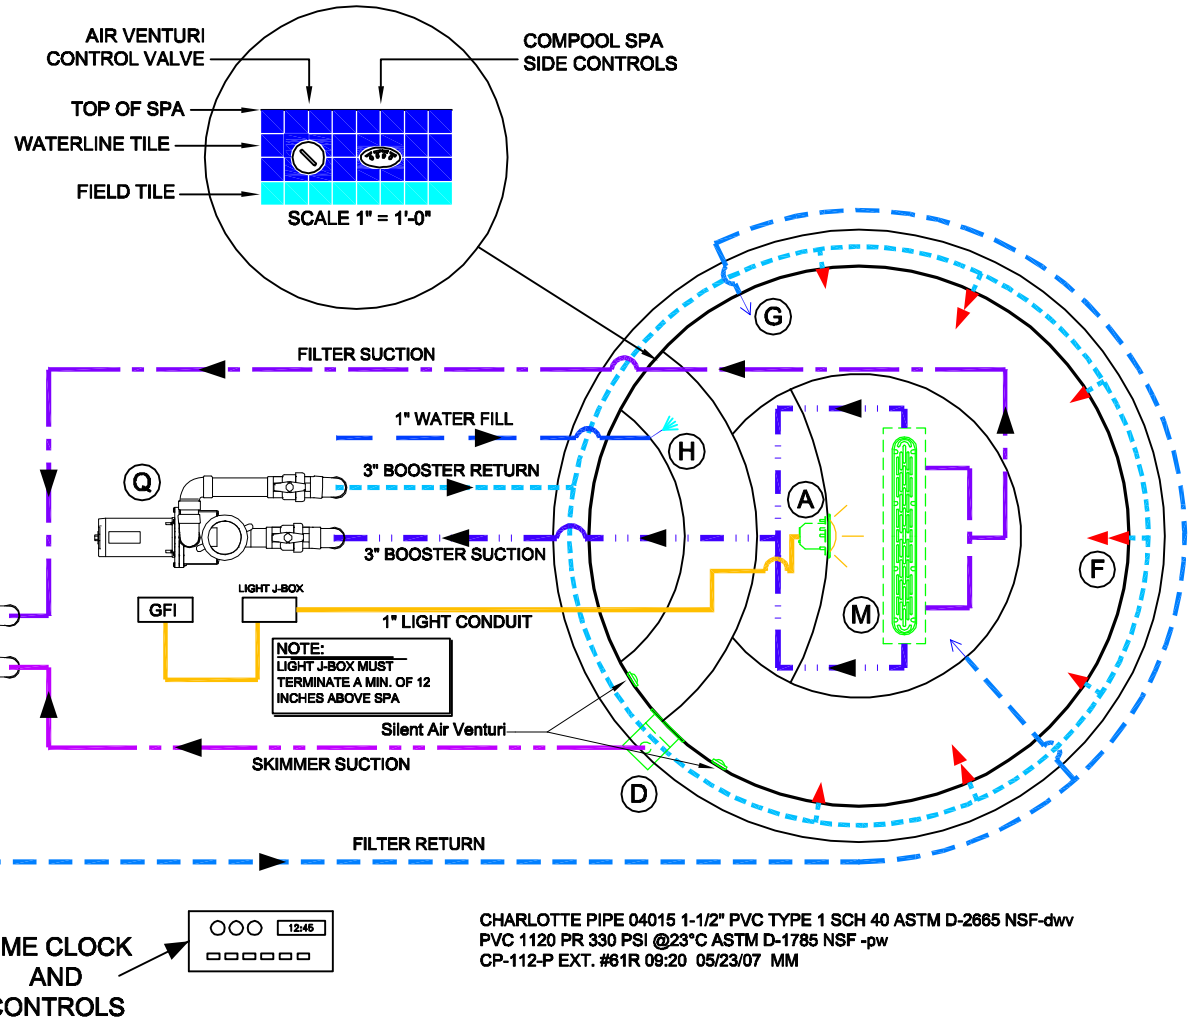 AIR VENTURI
CONTROL VALVE
COMPOOL SPA
SIDE CONTROLS
TOP OF SPA
WATERLINE TILE
FIELD TILE
SCALE 1" = 1'-0"
G
FILTER SUCTION
1" WATER FILL
H
3" BOOSTER RETURN
Q
A
3" BOOSTER SUCTION
F
LIGHT J-BOX
GFI
M
1" LIGHT CONDUIT
NOTE:
LIGHT J-BOX MUST
TERMINATE A MIN. OF 12
INCHES ABOVE SPA
Silent Air Venturi
SKIMMER SUCTION
D
FILTER RETURN
12:45
ME CLOCK
AND
CONTROLS
CHARLOTTE PIPE 04015 1-1/2" PVC TYPE 1 SCH 40 ASTM D-2665 NSF-dwv
PVC 1120 PR 330 PSI @23°C ASTM D-1785 NSF -pw
CP-112-P EXT. #61R 09:20 05/23/07 MM